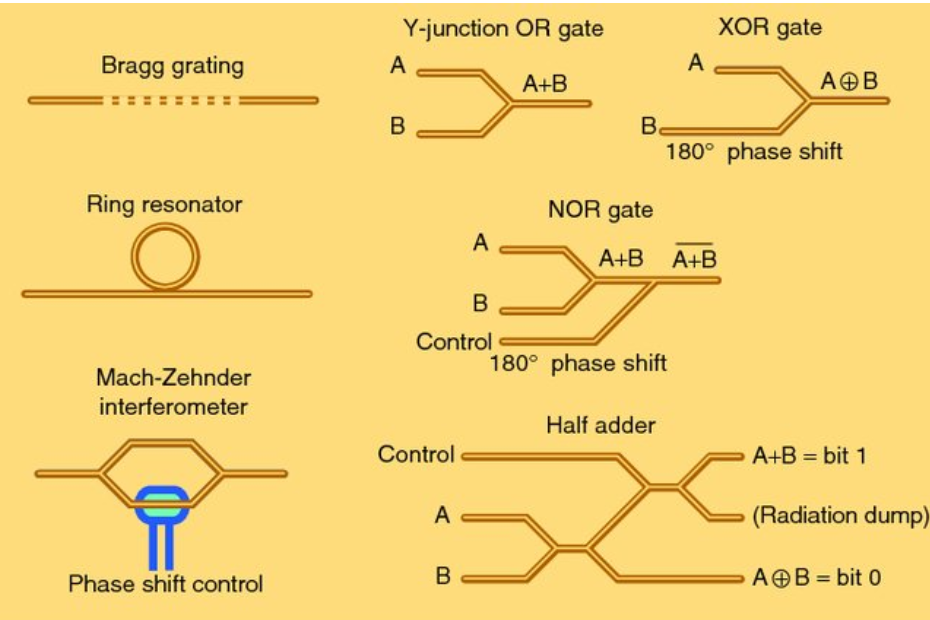 Bragg grating
Ring resonator
Mach-Zehnder
interferometer
Phase shift control
Y-junction OR gate
A
A+B
B
XOR gate
A
A⊕B
B
180° phase shift
NOR gate
A
A+B
A̅+̅B̅
B
Control
180° phase shift
Half adder
Control
A+B = bit 1
A
(Radiation dump)
B
A⊕B = bit 0